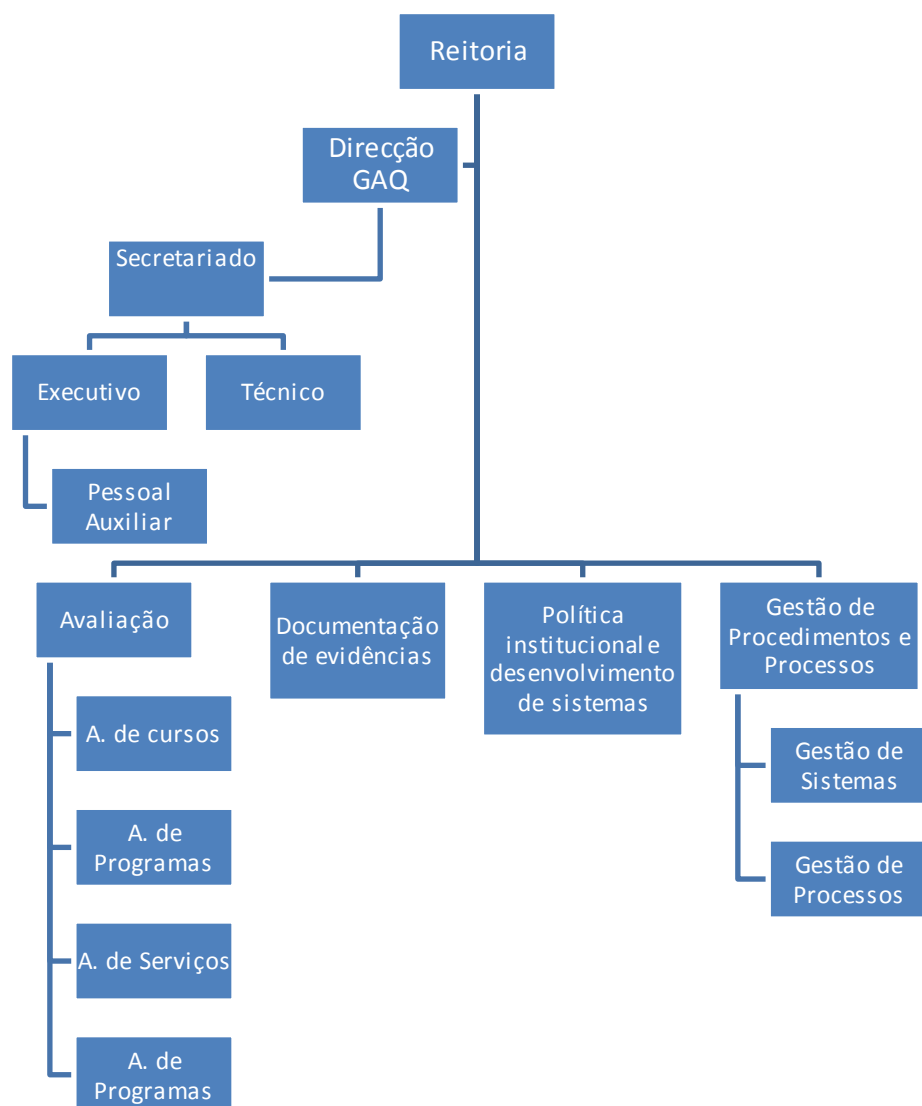 Reitoria
Direcção
GAQ
Secretariado
Executivo
Técnico
Pessoal
Auxiliar
Avaliação
Documentação
de evidências
Política
institucional e
desenvolvimento
de sistemas
Gestão de
Procedimentos e
Processos
A. de cursos
A. de
Programas
A. de Serviços
A. de
Programas
Gestão de
Sistemas
Gestão de
Processos